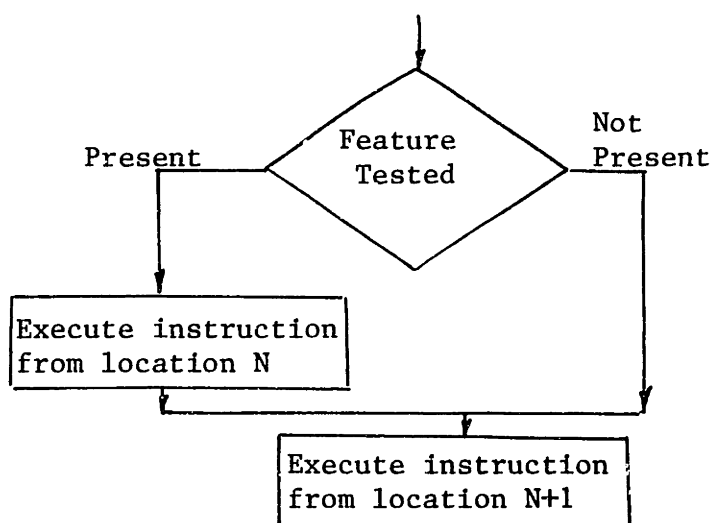 Feature
Tested
Present
Not
Present
Execute instruction
from location N
Execute instruction
from location N+1